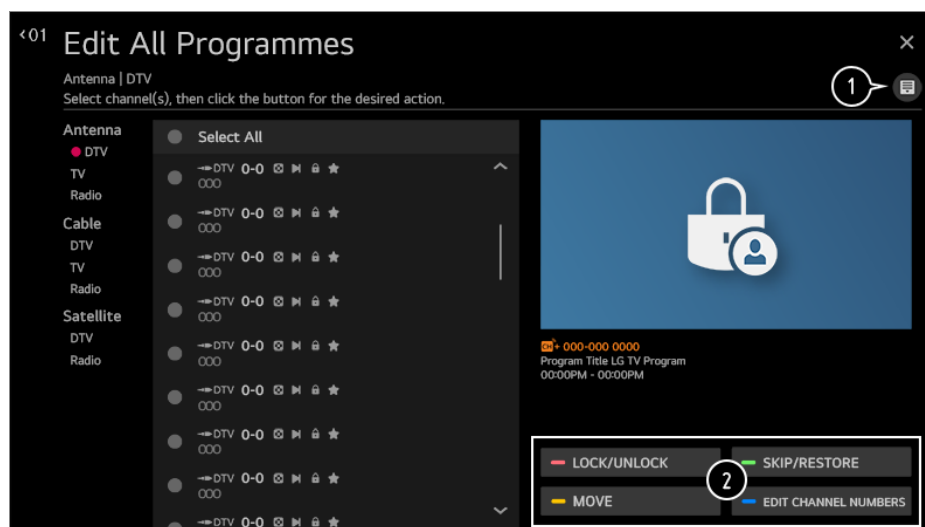 ‹01 Edit All Programmes
Antenna | DTV
Select channel(s), then click the button for the desired action.
1
Antenna
DTV
TV
Radio
Cable
DTV
TV
Radio
Satellite
DTV
Radio
Select All
DTV 0-0
000
DTV 0-0
000
DTV 0-0
000
DTV 0-0
000
DTV 0-0
000
DTV 0-0
000
DTV 0-0
000
DTV 0-0
000
DTV 0-0
CH+ 000-000 0000
Program Title LG TV Program
00:00PM - 00:00PM
LOCK/UNLOCK
SKIP/RESTORE
2
MOVE
EDIT CHANNEL NUMBERS